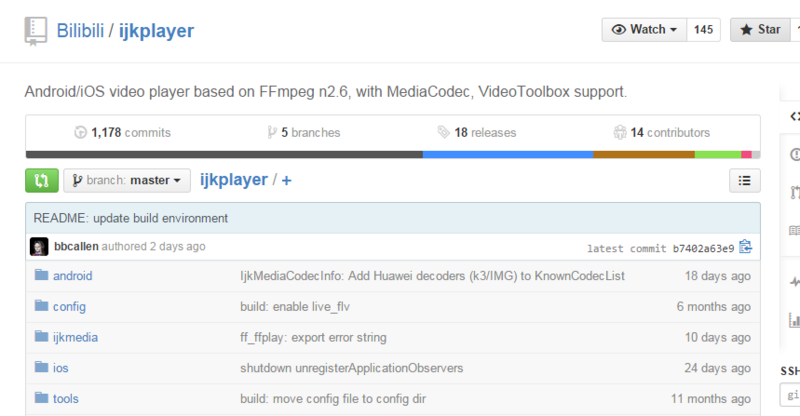 Bilibili / ijkplayer
Watch 145 Star
Android/iOS video player based on FFmpeg n2.6, with MediaCodec, VideoToolbox support.
1,178 commits 5 branches 18 releases 14 contributors
branch: master ijkplayer / +
README: update build environment
bbcallen authored 2 days ago latest commit b7402a63e9
android IjkMediaCodecInfo: Add Huawei decoders (k3/IMG) to KnownCodecList 18 days ago
config build: enable live_flv 6 months ago
ijkmedia ff_ffplay: export error string 10 days ago
ios shutdown unregisterApplicationObservers 24 days ago
SSH
tools build: move config file to config dir 11 months ago
gi